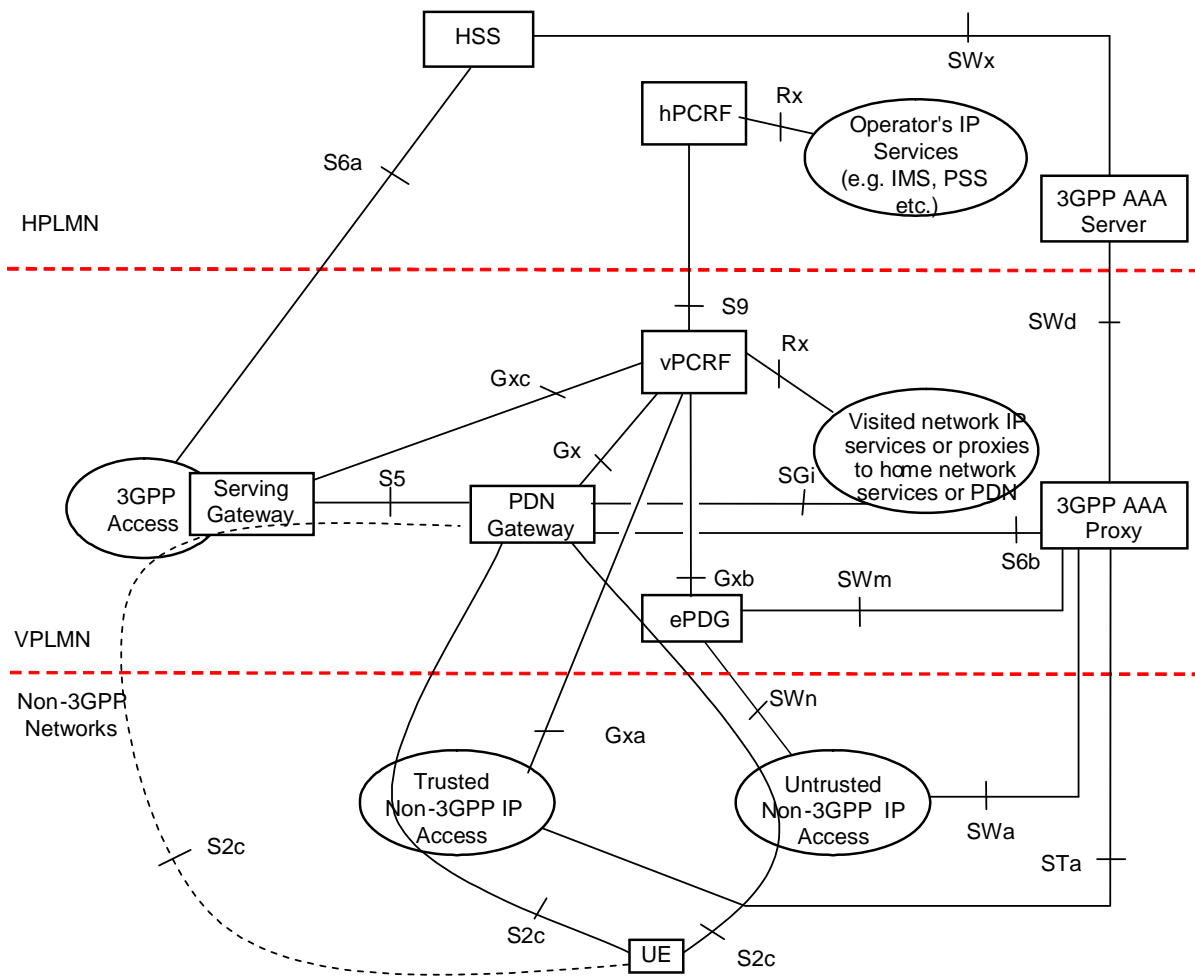 HSS
SWx
hPCRF
Rx
Operator's IP
Services
(e.g. IMS, PSS
etc.)
S6a
3GPP AAA
Server
HPLMN
S9
SWd
vPCRF
Rx
Gxc
Visited network IP
services or proxies
to home network
services or PDN
Gx
SGi
3GPP
Access
Serving
Gateway
S5
PDN
Gateway
3GPP AAA
Proxy
S6b
Gxb
SWm
ePDG
VPLMN
Non-3GPP
Networks
SWn
Gxa
Trusted
Non-3GPP IP
Access
Untrusted
Non-3GPP IP
Access
SWa
S2c
STa
S2c
S2c
UE